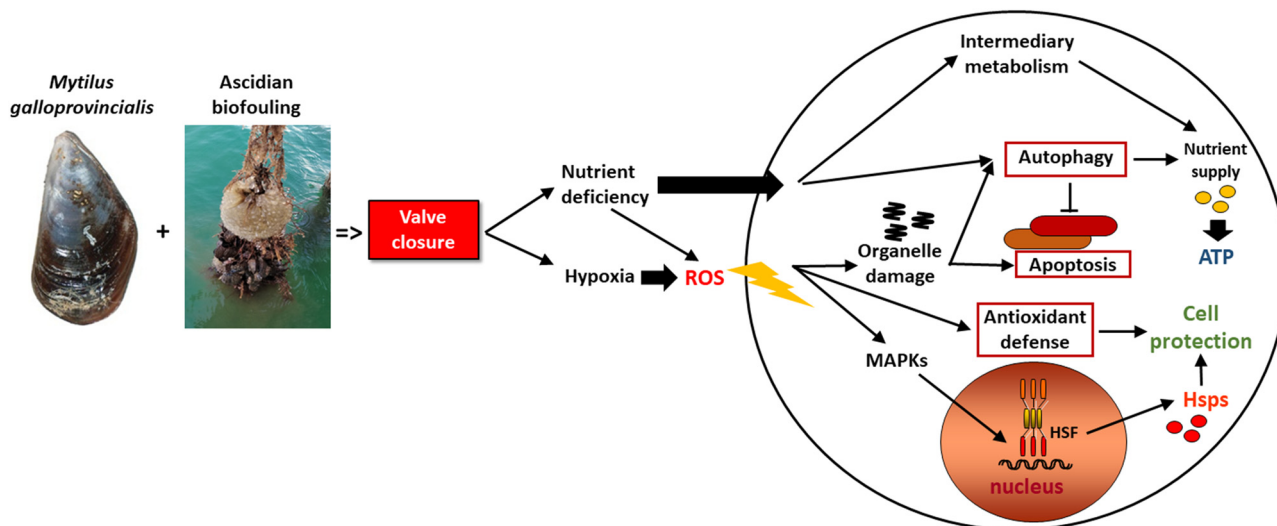 Mytilus
galloprovincialis
+
Ascidian
biofouling
=>
Valve
closure
Nutrient
deficiency
Hypoxia
ROS
Intermediary
metabolism
Autophagy
Nutrient
supply
ATP
Organelle
damage
Apoptosis
Antioxidant
defense
Cell
protection
MAPKs
HSF
nucleus
Hsps